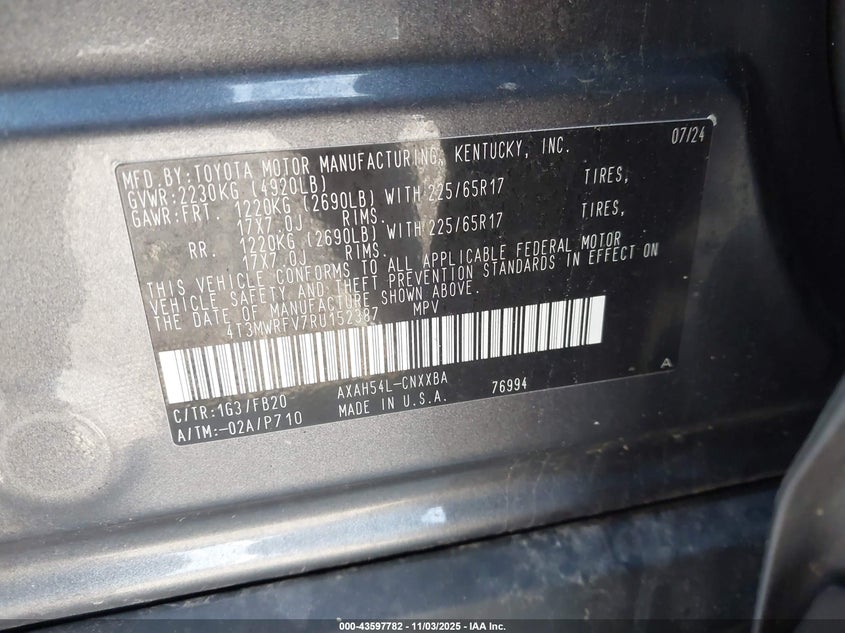 07/24
MFD BY:TOYOTA MOTOR MANUFACTURING, KENTUCKY, INC.
GVWR:2230KG (4920LB)
GAWR:FRT. 1220KG (2690LB) WITH 225/65R17 TIRES,
17X7.0J RIMS.
RR. 1220KG (2690LB) WITH 225/65R17 TIRES,
17X7.0J RIMS.
THIS VEHICLE CONFORMS TO ALL APPLICABLE FEDERAL MOTOR
VEHICLE SAFETY AND THEFT PREVENTION STANDARDS IN EFFECT ON
THE DATE OF MANUFACTURE SHOWN ABOVE.
4T3MWRFV7RU152387 MPV
A
C/TR:1G3/FB20 AXAH54L-CNXXBA 76994
A/TM:-02A/P710 MADE IN U.S.A.
000-43597782 - 11/03/2025 - IAA Inc.